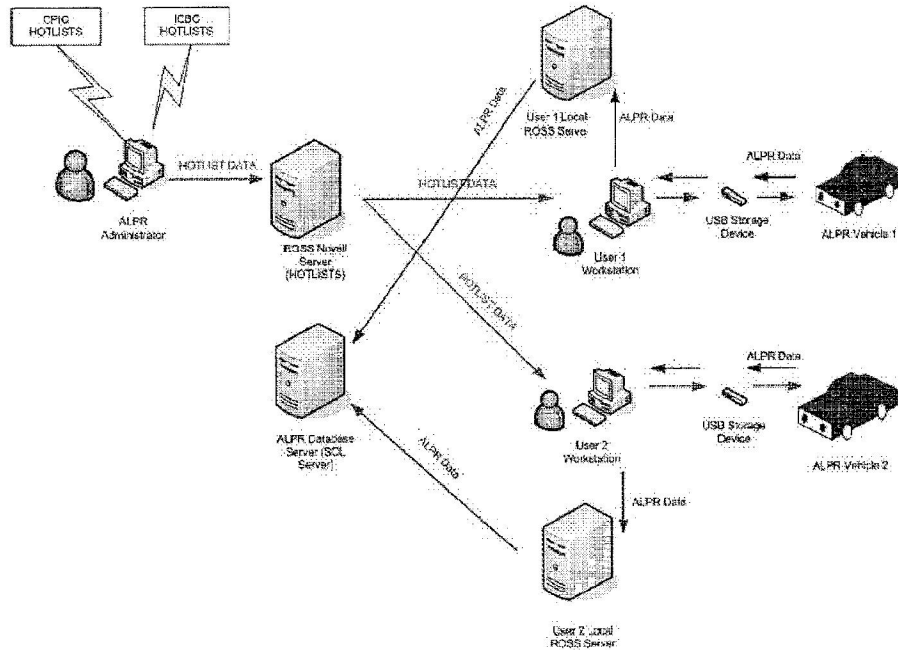 CPIC
HOTLISTS
ICBC
HOTLISTS
ALPR
Administrator
HOTLIST DATA
ROSS Novell
Server
(HOTLISTS)
ALPR Data
User 1 Local
ROSS Server
ALPR Data
HOTLIST DATA
User 1
Workstation
ALPR Data
USB Storage
Device
ALPR Vehicle 1
HOTLIST DATA
ALPR Database
Server (SQL
Server)
User 2
Workstation
ALPR Data
USB Storage
Device
ALPR Vehicle 2
ALPR Data
ALPR Data
User 2 Local
ROSS Server